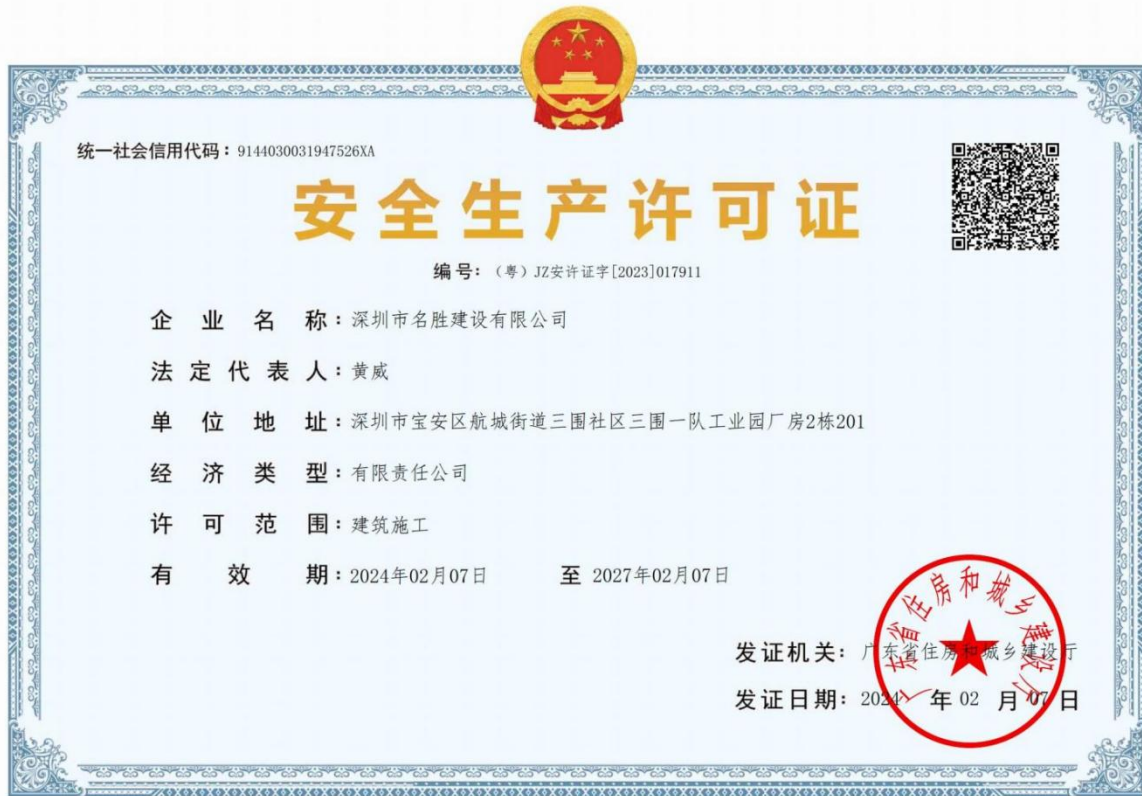 统一社会信用代码：9144030031947526XA
安全生产许可证
编号：（粤）JZ安许证字[2023]017911
企业名称：深圳市名胜建设有限公司
法定代表人：黄威
单位地址：深圳市宝安区航城街道三围社区三围一队工业园厂房2栋201
经济类型：有限责任公司
许可范围：建筑施工
有效期：2024年02月07日 至 2027年02月07日
广东省住房和城乡建设厅
发证机关：广东省住房和城乡建设厅
发证日期：2024 年 02 月 07 日